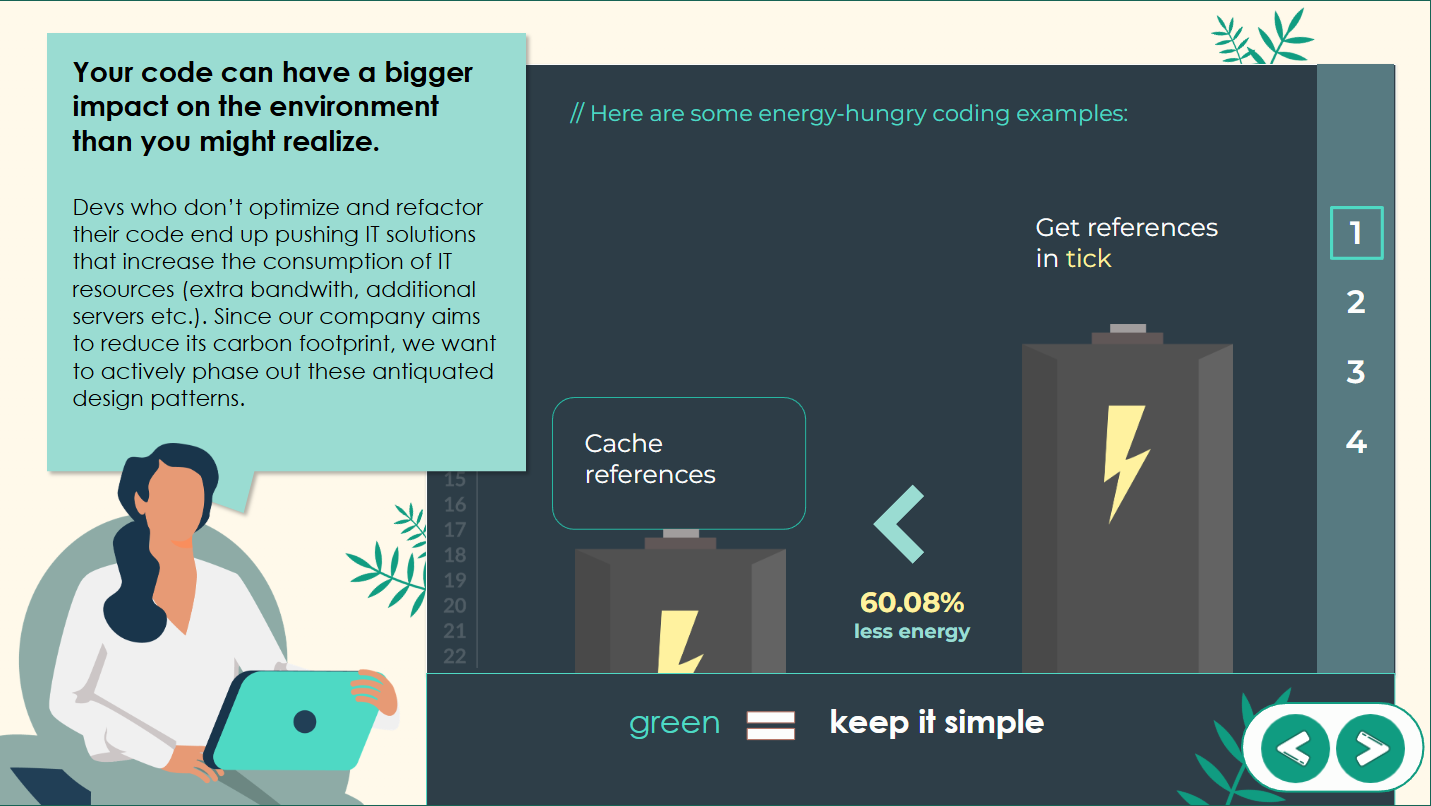 Your code can have a bigger
impact on the environment
than you might realize.
Devs who don't optimize and refactor
their code end up pushing IT solutions
that increase the consumption of IT
resources (extra bandwith, additional
servers etc.). Since our company aims
to reduce its carbon footprint, we want
to actively phase out these antiquated
design patterns.
// Here are some energy-hungry coding examples:
Get references
in tick
Cache
references
60.08%
less energy
15
16
17
18
19
20
21
22
1
2
3
4
green = keep it simple